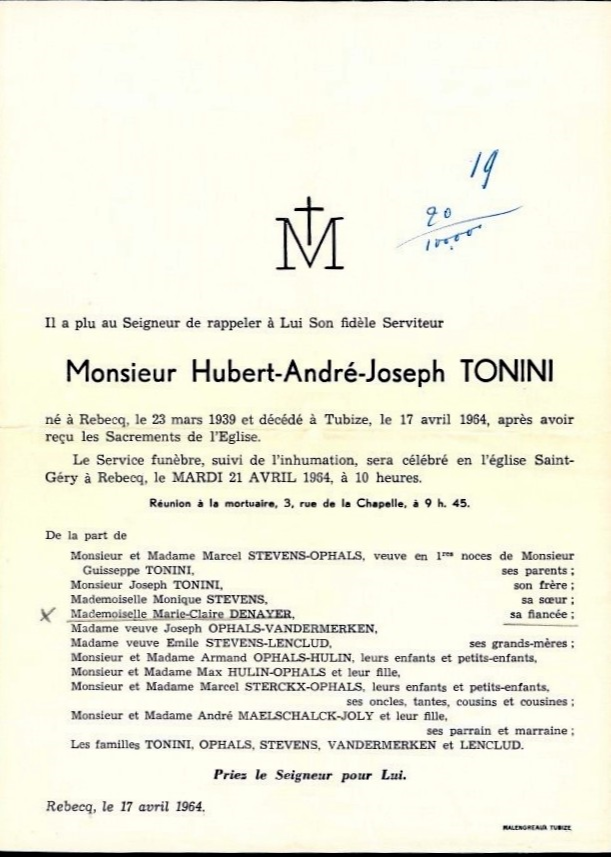 19
20
100,00
M
Il a plu au Seigneur de rappeler à Lui Son fidèle Serviteur
Monsieur Hubert-André-Joseph TONINI
né à Rebecq, le 23 mars 1939 et décédé à Tubize, le 17 avril 1964, après avoir
reçu les Sacrements de l'Eglise.
Le Service funèbre, suivi de l'inhumation, sera célébré en l'église Saint-
Géry à Rebecq, le MARDI 21 AVRIL 1964, à 10 heures.
Réunion à la mortuaire, 3, rue de la Chapelle, à 9 h. 45.
De la part de
Monsieur et Madame Marcel STEVENS-OPHALS, veuve en 1res noces de Monsieur
Guisseppe TONINI, ses parents ;
Monsieur Joseph TONINI, son frère ;
Mademoiselle Monique STEVENS, sa sœur ;
Mademoiselle Marie-Claire DENAYER, sa fiancée ;
Madame veuve Joseph OPHALS-VANDERMERKEN,
Madame veuve Emile STEVENS-LENCLUD, ses grands-mères ;
Monsieur et Madame Armand OPHALS-HULIN, leurs enfants et petits-enfants,
Monsieur et Madame Max HULIN-OPHALS et leur fille,
Monsieur et Madame Marcel STERCKX-OPHALS, leurs enfants et petits-enfants,
ses oncles, tantes, cousins et cousines ;
Monsieur et Madame André MAELSCHALCK-JOLY et leur fille,
ses parrain et marraine ;
Les familles TONINI, OPHALS, STEVENS, VANDERMERKEN et LENCLUD.
Priez le Seigneur pour Lui.
Rebecq, le 17 avril 1964.
MALENGREAUX TUBIZE